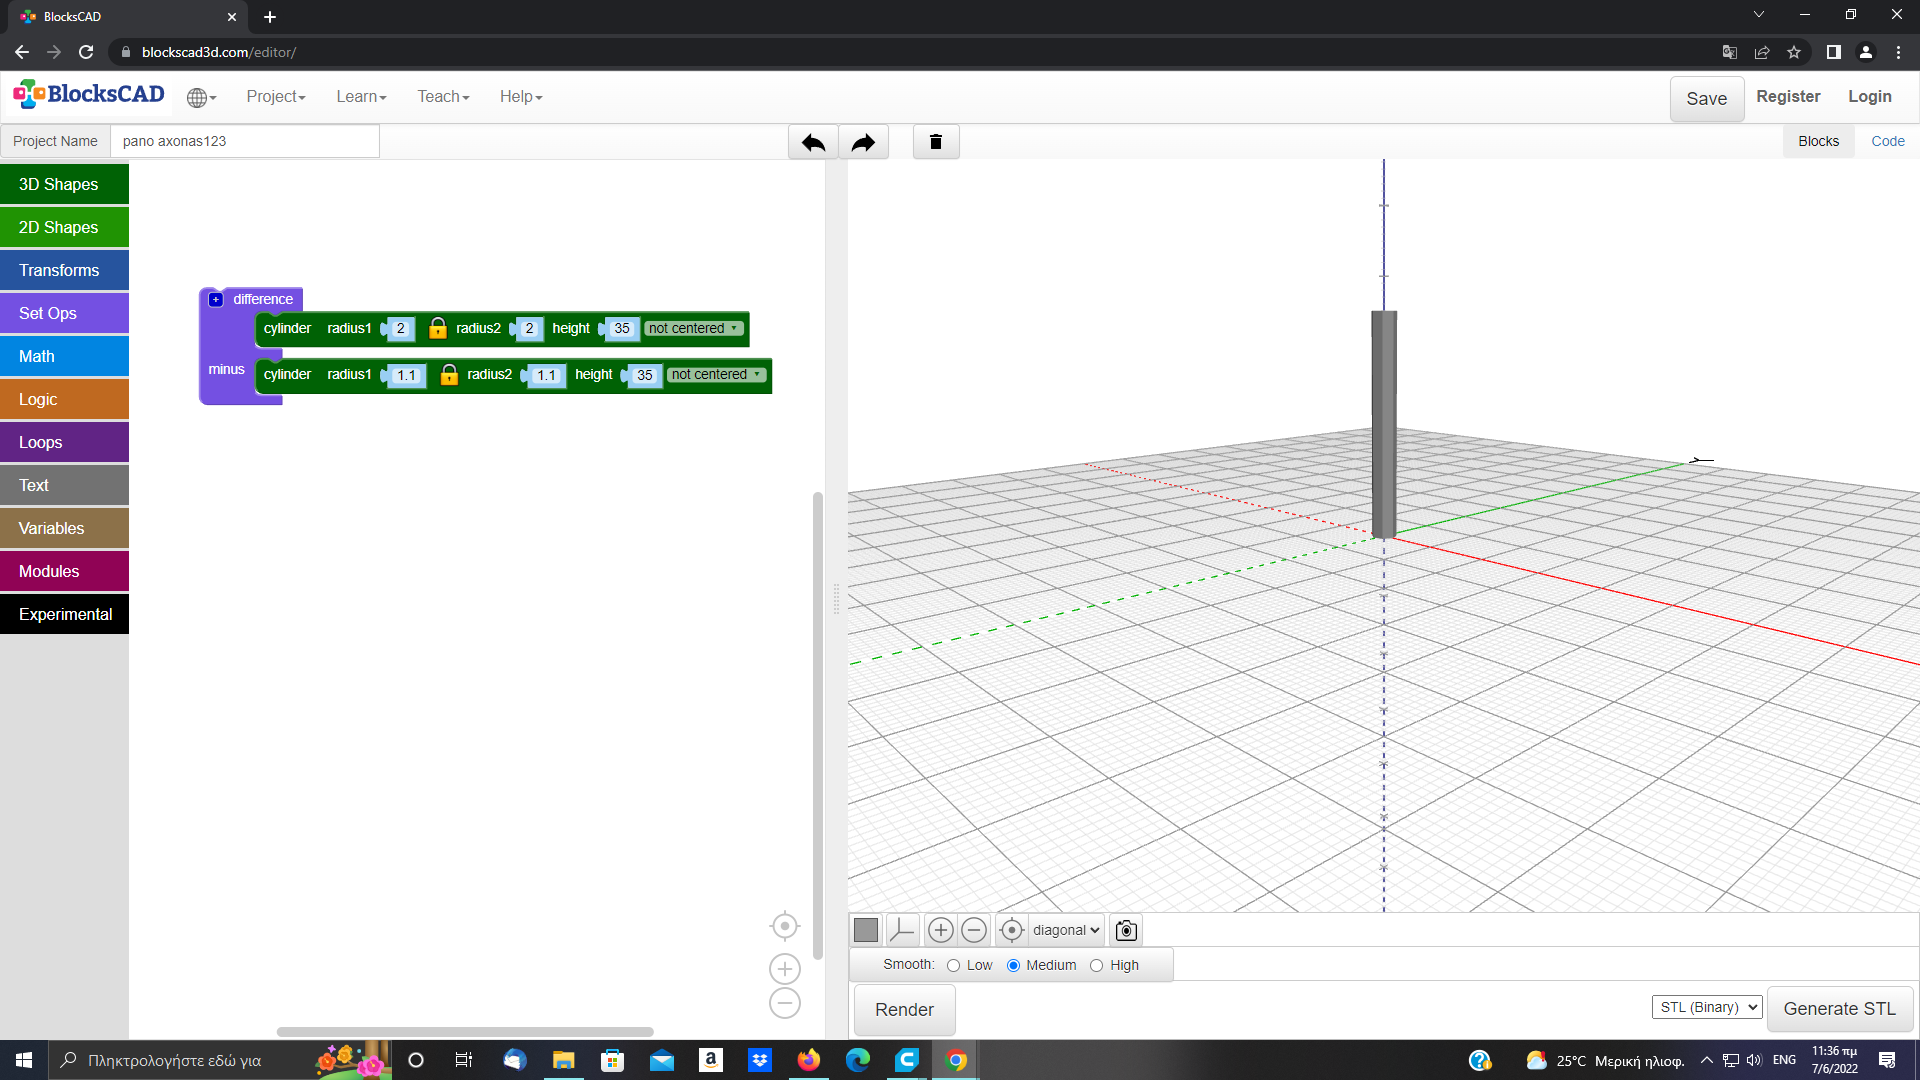 BlocksCAD
blockscad3d.com/editor/
BlocksCAD
Project
Learn
Teach
Help
Save
Register
Login
Project Name
pano axonas123
Blocks
Code
3D Shapes
2D Shapes
Transforms
Set Ops
Math
Logic
Loops
Text
Variables
Modules
Experimental
+ difference
cylinder radius1 2 radius2 2 height 35 not centered
minus cylinder radius1 1.1 radius2 1.1 height 35 not centered
diagonal
Smooth: Low Medium High
Render
STL (Binary)
Generate STL
Πληκτρολογήστε εδώ για
25°C Μερική ηλιοφ.
ENG
11:36 πμ
7/6/2022